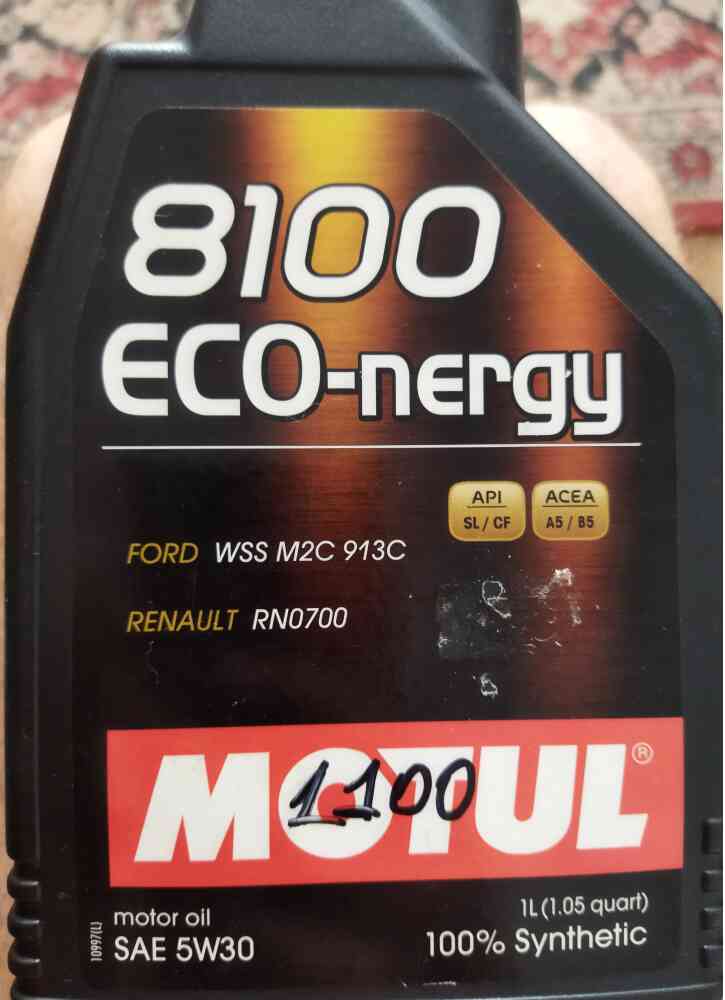 8100
ECO-nergy
API
SL / CF
ACEA
A5 / B5
FORD WSS M2C 913C
RENAULT RN0700
MOTUL®
1100
motor oil
SAE 5W30
1L (1.05 quart)
100% Synthetic
10997(L)